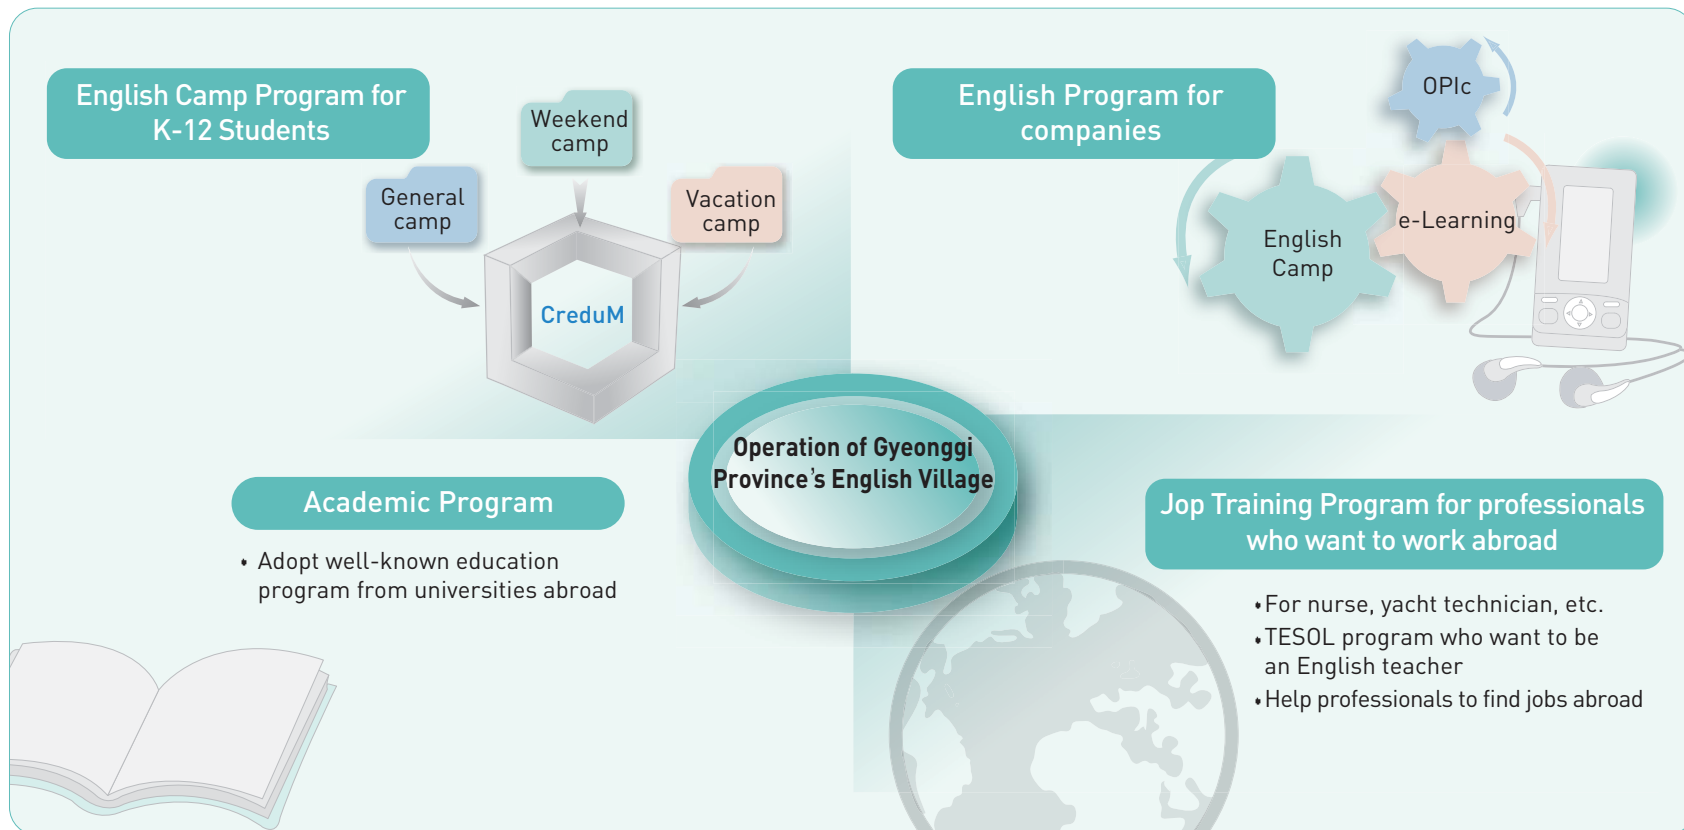 English Camp Program for
K-12 Students
Weekend
camp
General
camp
Vacation
camp
CreduM
English Program for
companies
OPIc
e-Learning
English
Camp
Operation of Gyeonggi
Province's English Village
Academic Program
• Adopt well-known education
program from universities abroad
Jop Training Program for professionals
who want to work abroad
• For nurse, yacht technician, etc.
• TESOL program who want to be
an English teacher
• Help professionals to find jobs abroad